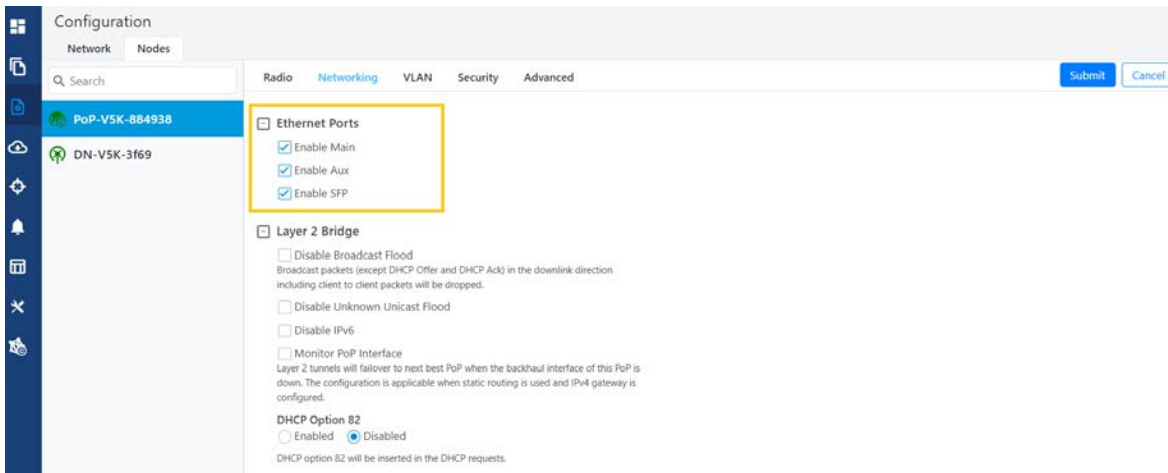 Configuration
Network Nodes
Search
Radio Networking VLAN Security Advanced Submit Cancel
PoP-V5K-884938
DN-V5K-3f69
Ethernet Ports
Enable Main
Enable Aux
Enable SFP
Layer 2 Bridge
Disable Broadcast Flood
Broadcast packets (except DHCP Offer and DHCP Ack) in the downlink direction
including client to client packets will be dropped.
Disable Unknown Unicast Flood
Disable IPv6
Monitor PoP Interface
Layer 2 tunnels will failover to next best PoP when the backhaul interface of this PoP is
down. The configuration is applicable when static routing is used and IPv4 gateway is
configured.
DHCP Option 82
Enabled Disabled
DHCP option 82 will be inserted in the DHCP requests.